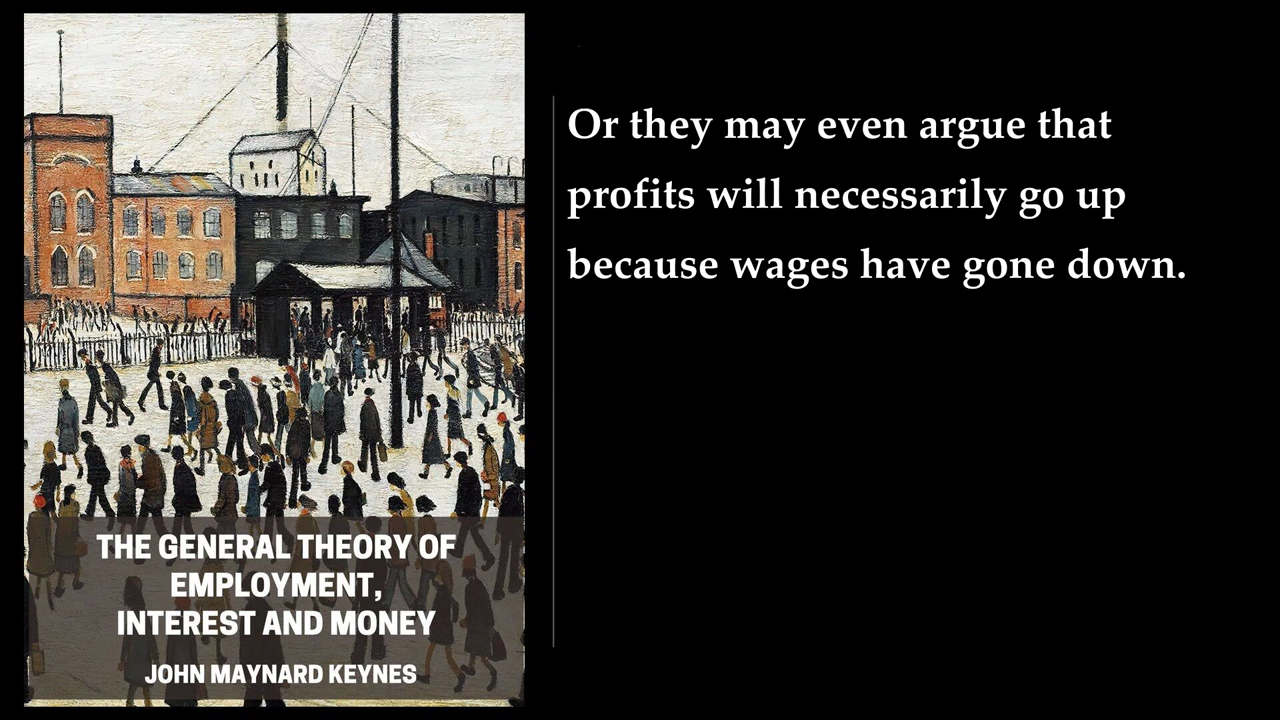 THE GENERAL THEORY OF
EMPLOYMENT,
INTEREST AND MONEY
JOHN MAYNARD KEYNES
Or they may even argue that
profits will necessarily go up
because wages have gone down.